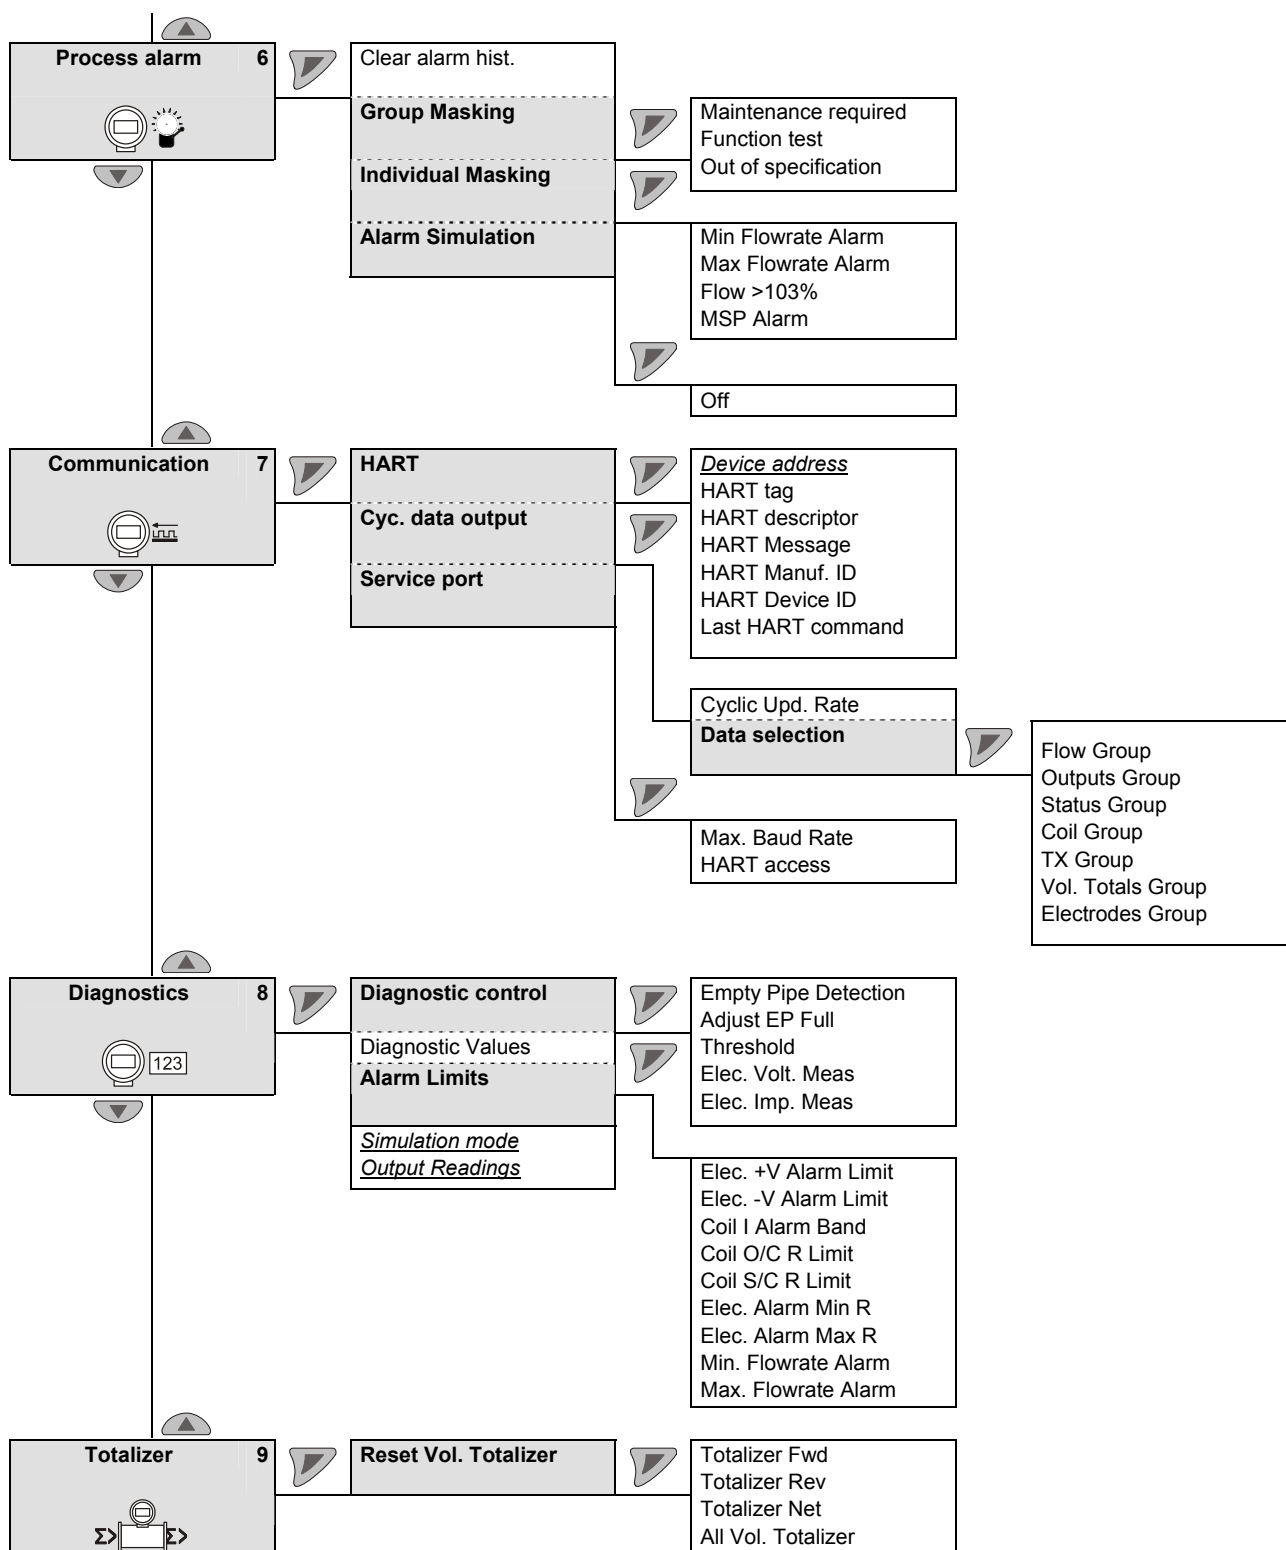 Process alarm 6
Clear alarm hist.
Group Masking
Individual Masking
Alarm Simulation
Maintenance required
Function test
Out of specification
Min Flowrate Alarm
Max Flowrate Alarm
Flow >103%
MSP Alarm
Off
Communication 7
HART
Cyc. data output
Service port
Device address
HART tag
HART descriptor
HART Message
HART Manuf. ID
HART Device ID
Last HART command
Cyclic Upd. Rate
Data selection
Flow Group
Outputs Group
Status Group
Coil Group
TX Group
Vol. Totals Group
Electrodes Group
Max. Baud Rate
HART access
Diagnostics 8
123
Diagnostic control
Diagnostic Values
Alarm Limits
Simulation mode
Output Readings
Empty Pipe Detection
Adjust EP Full
Threshold
Elec. Volt. Meas
Elec. Imp. Meas
Elec. +V Alarm Limit
Elec. -V Alarm Limit
Coil I Alarm Band
Coil O/C R Limit
Coil S/C R Limit
Elec. Alarm Min R
Elec. Alarm Max R
Min. Flowrate Alarm
Max. Flowrate Alarm
Totalizer 9
Σ> Σ>
Reset Vol. Totalizer
Totalizer Fwd
Totalizer Rev
Totalizer Net
All Vol. Totalizer